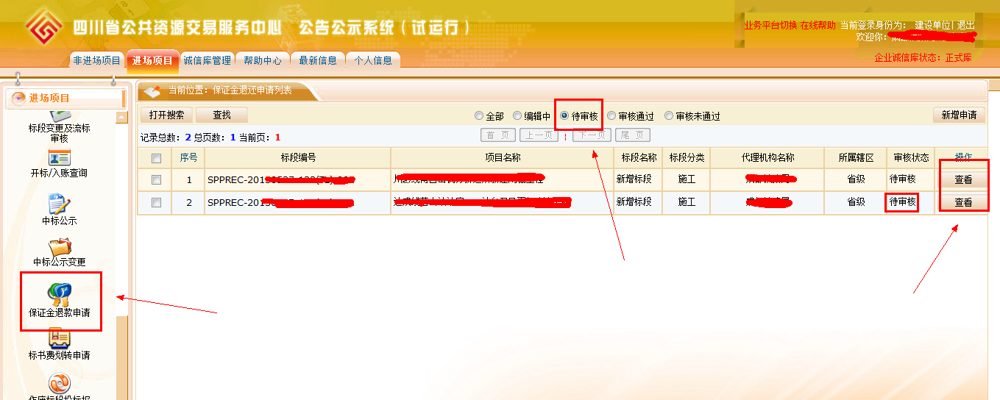 四川省公共资源交易服务中心 公告公示系统（试运行）
业务平台切换 在线帮助 当前登录身份为： 建设单位| 退出
欢迎你:
企业诚信库状态：正式库
非进场项目 进场项目 诚信库管理 帮助中心 最新信息 个人信息
进场项目
标段变更及流标
审核
开标/入账查询
中标公示
中标公示变更
保证金退款申请
标书费划转申请
当前位置：保证金退还申请列表
打开搜索 查找 全部 编辑中 待审核 审核通过 审核未通过 新增申请
记录总数：2 总页数：1 当前页：1 首 页 上一页 下一页 尾 页
序号 标段编号 项目名称 标段名称 标段分类 代理机构名称 所属辖区 审核状态 操作
1 SPPREC-201 新增标段 施工 省级 待审核 查看
2 SPPREC-201 新增标段 施工 省级 待审核 查看